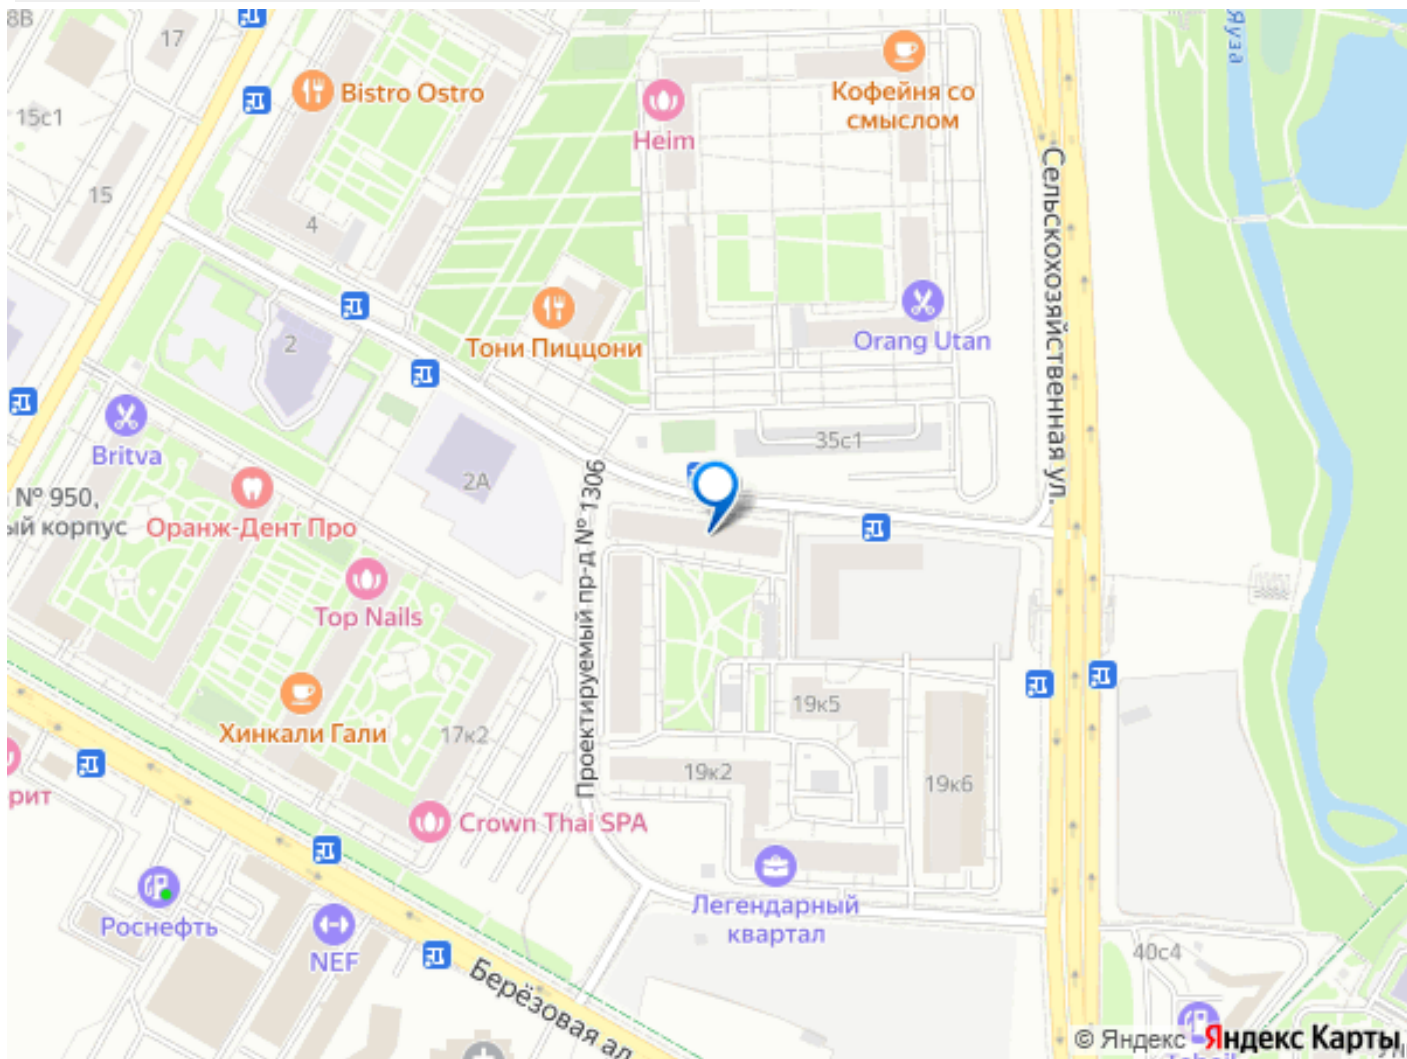 8В
17
Яуза
Bistro Ostro
Кофейня со
смыслом
15с1
Heim
Сельскохозяйственная ул.
15
4
Orang Utan
2
Тони Пиццони
Britva
35с1
2А
№ 950,
ый корпус
Оранж-Дент Про
Проектируемый пр-д № 1306
Top Nails
19к5
Хинкали Гали
17к2
19к2
19к6
рит
Crown Thai SPA
Легендарный
квартал
Роснефть
NEF
40с4
Берёзовая ал.
© Яндекс Яндекс Карты